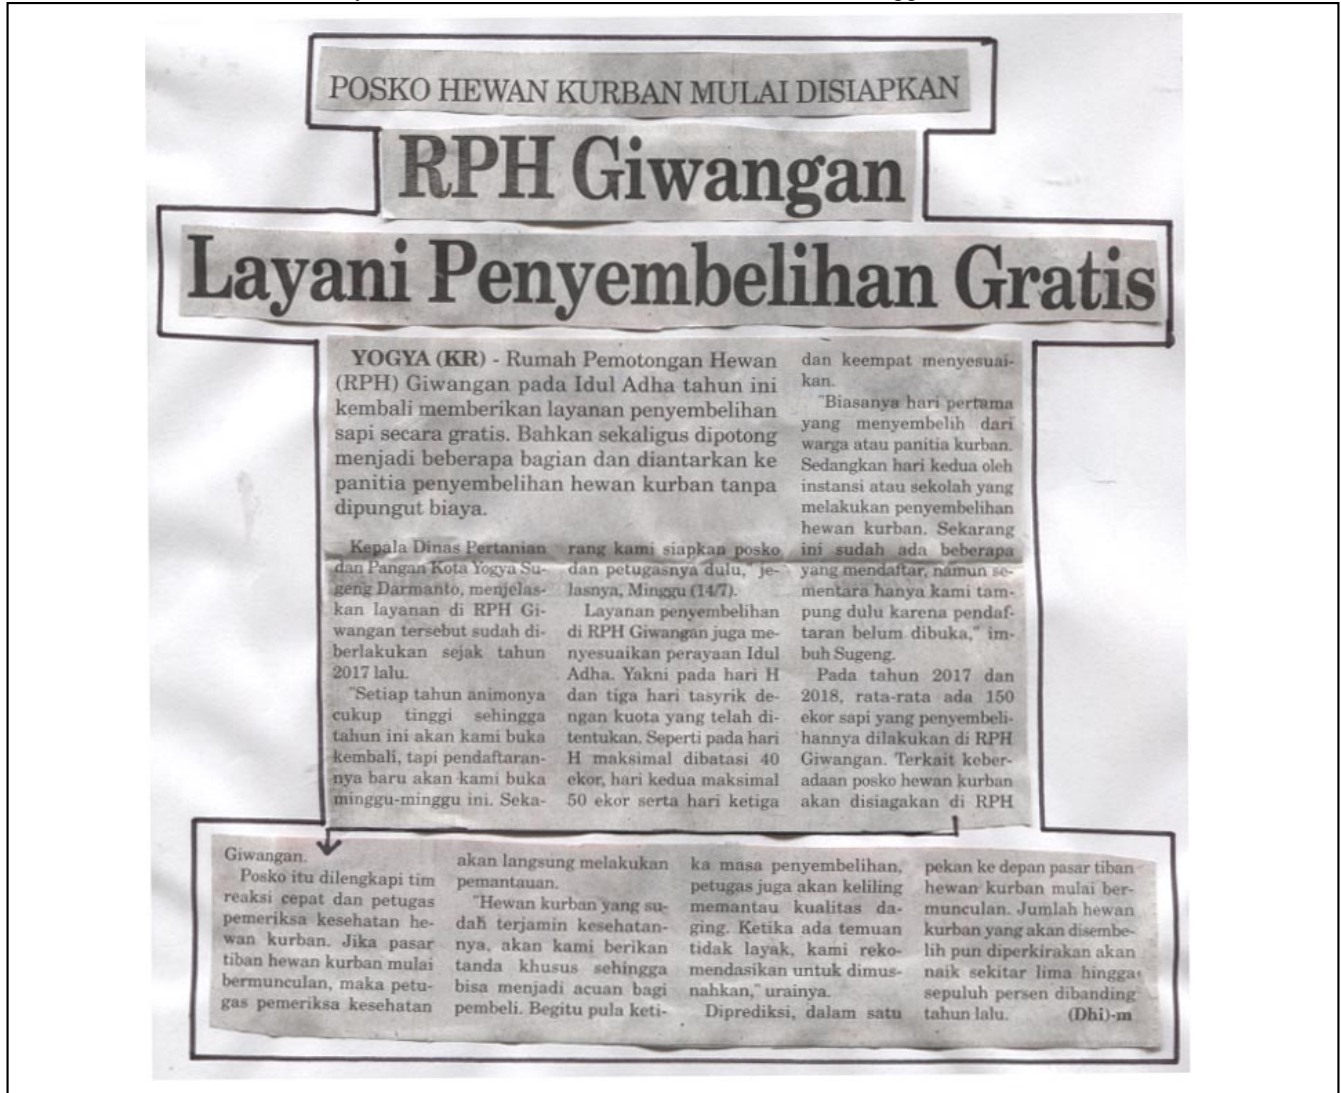 POSKO HEWAN KURBAN MULAI DISIAPKAN
RPH Giwangan
Layani Penyembelihan Gratis
YOGYA (KR) - Rumah Pemotongan Hewan
(RPH) Giwangan pada Idul Adha tahun ini
kembali memberikan layanan penyembelihan
sapi secara gratis. Bahkan sekaligus dipotong
menjadi beberapa bagian dan diantarkan ke
panitia penyembelihan hewan kurban tanpa
dipungut biaya.
Kepala Dinas Pertanian
dan Pangan Kota Yogya Su-
geng Darmanto, menjelas-
kan layanan di RPH Gi-
wangan tersebut sudah di-
berlakukan sejak tahun
2017 lalu.
"Setiap tahun animonya
cukup tinggi sehingga
tahun ini akan kami buka
kembali, tapi pendaftaran-
nya baru akan kami buka
minggu-minggu ini. Seka-
rang kami siapkan posko
dan petugasnya dulu," je-
lasnya, Minggu (14/7).
Layanan penyembelihan
di RPH Giwangan juga me-
nyesuaikan perayaan Idul
Adha. Yakni pada hari H
dan tiga hari tasyrik de-
ngan kuota yang telah di-
tentukan. Seperti pada hari
H maksimal dibatasi 40
ekor, hari kedua maksimal
50 ekor serta hari ketiga
dan keempat menyesuai-
kan.
"Biasanya hari pertama
yang menyembelih dari
warga atau panitia kurban.
Sedangkan hari kedua oleh
instansi atau sekolah yang
melakukan penyembelihan
hewan kurban. Sekarang
ini sudah ada beberapa
yang mendaftar, namun se-
mentara hanya kami tam-
pung dulu karena pendaf-
taran belum dibuka," im-
buh Sugeng.
Pada tahun 2017 dan
2018, rata-rata ada 150
ekor sapi yang penyembeli-
hannya dilakukan di RPH
Giwangan. Terkait keber-
adaan posko hewan kurban
akan disiagakan di RPH
Giwangan.
Posko itu dilengkapi tim
reaksi cepat dan petugas
pemeriksa kesehatan he-
wan kurban. Jika pasar
tiban hewan kurban mulai
bermunculan, maka petu-
gas pemeriksa kesehatan
akan langsung melakukan
pemantauan.
"Hewan kurban yang su-
dah terjamin kesehatan-
nya, akan kami berikan
tanda khusus sehingga
bisa menjadi acuan bagi
pembeli. Begitu pula keti-
ka masa penyembelihan,
petugas juga akan keliling
memantau kualitas da-
ging. Ketika ada temuan
tidak layak, kami reko-
mendasikan untuk dimus-
nahkan," urainya.
Diprediksi, dalam satu
pekan ke depan pasar tiban
hewan kurban mulai ber-
munculan. Jumlah hewan
kurban yang akan disembe-
lih pun diperkirakan akan
naik sekitar lima hingga
sepuluh persen dibanding
tahun lalu. (Dhi)-m